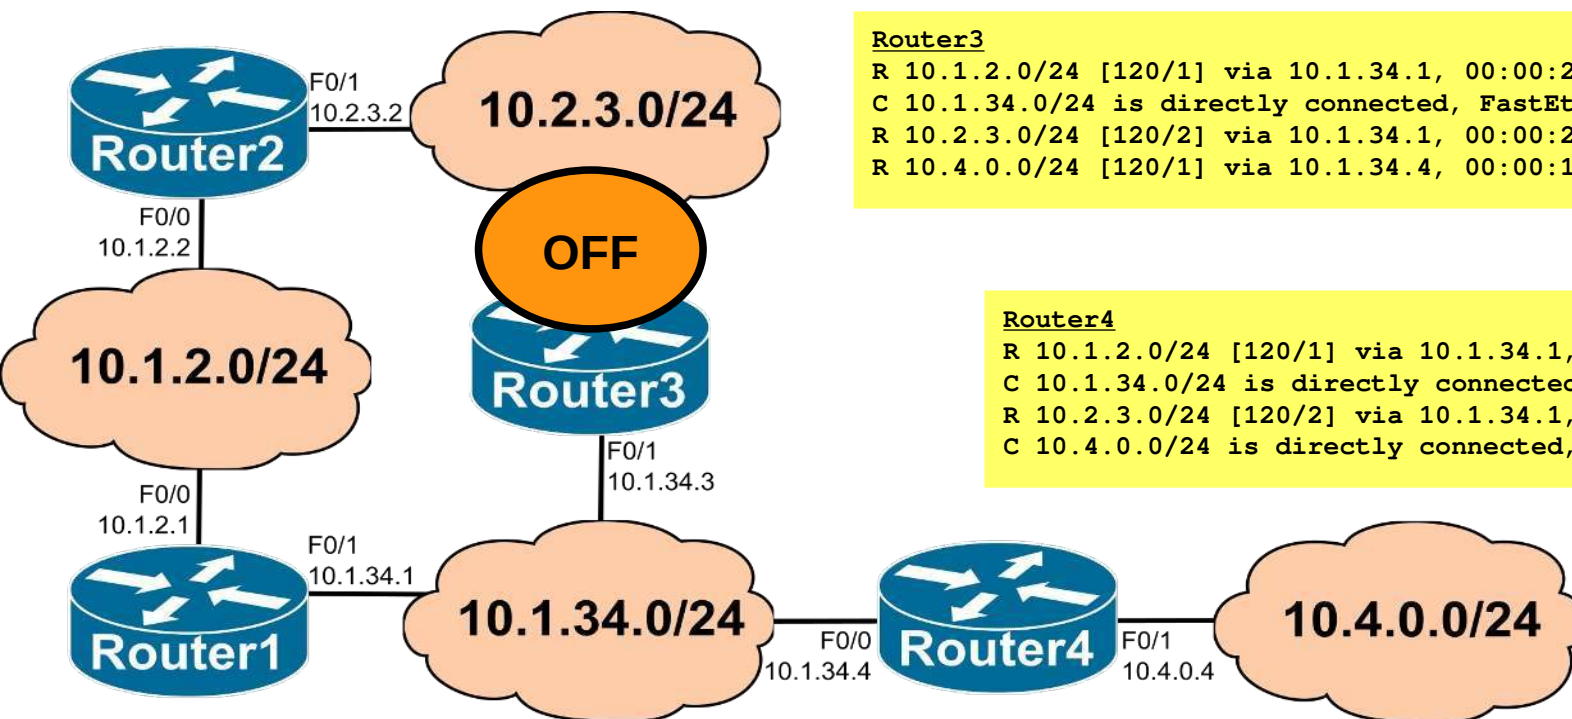 Router3
R 10.1.2.0/24 [120/1] via 10.1.34.1, 00:00:2
C 10.1.34.0/24 is directly connected, FastEt
R 10.2.3.0/24 [120/2] via 10.1.34.1, 00:00:2
R 10.4.0.0/24 [120/1] via 10.1.34.4, 00:00:1
F0/1
10.2.3.2
10.2.3.0/24
Router2
F0/0
10.1.2.2
OFF
Router4
R 10.1.2.0/24 [120/1] via 10.1.34.1,
C 10.1.34.0/24 is directly connected
R 10.2.3.0/24 [120/2] via 10.1.34.1,
C 10.4.0.0/24 is directly connected,
10.1.2.0/24
Router3
F0/1
10.1.34.3
F0/0
10.1.2.1
F0/1
10.1.34.1
Router1
10.1.34.0/24
F0/0
10.1.34.4
Router4
F0/1
10.4.0.4
10.4.0.0/24